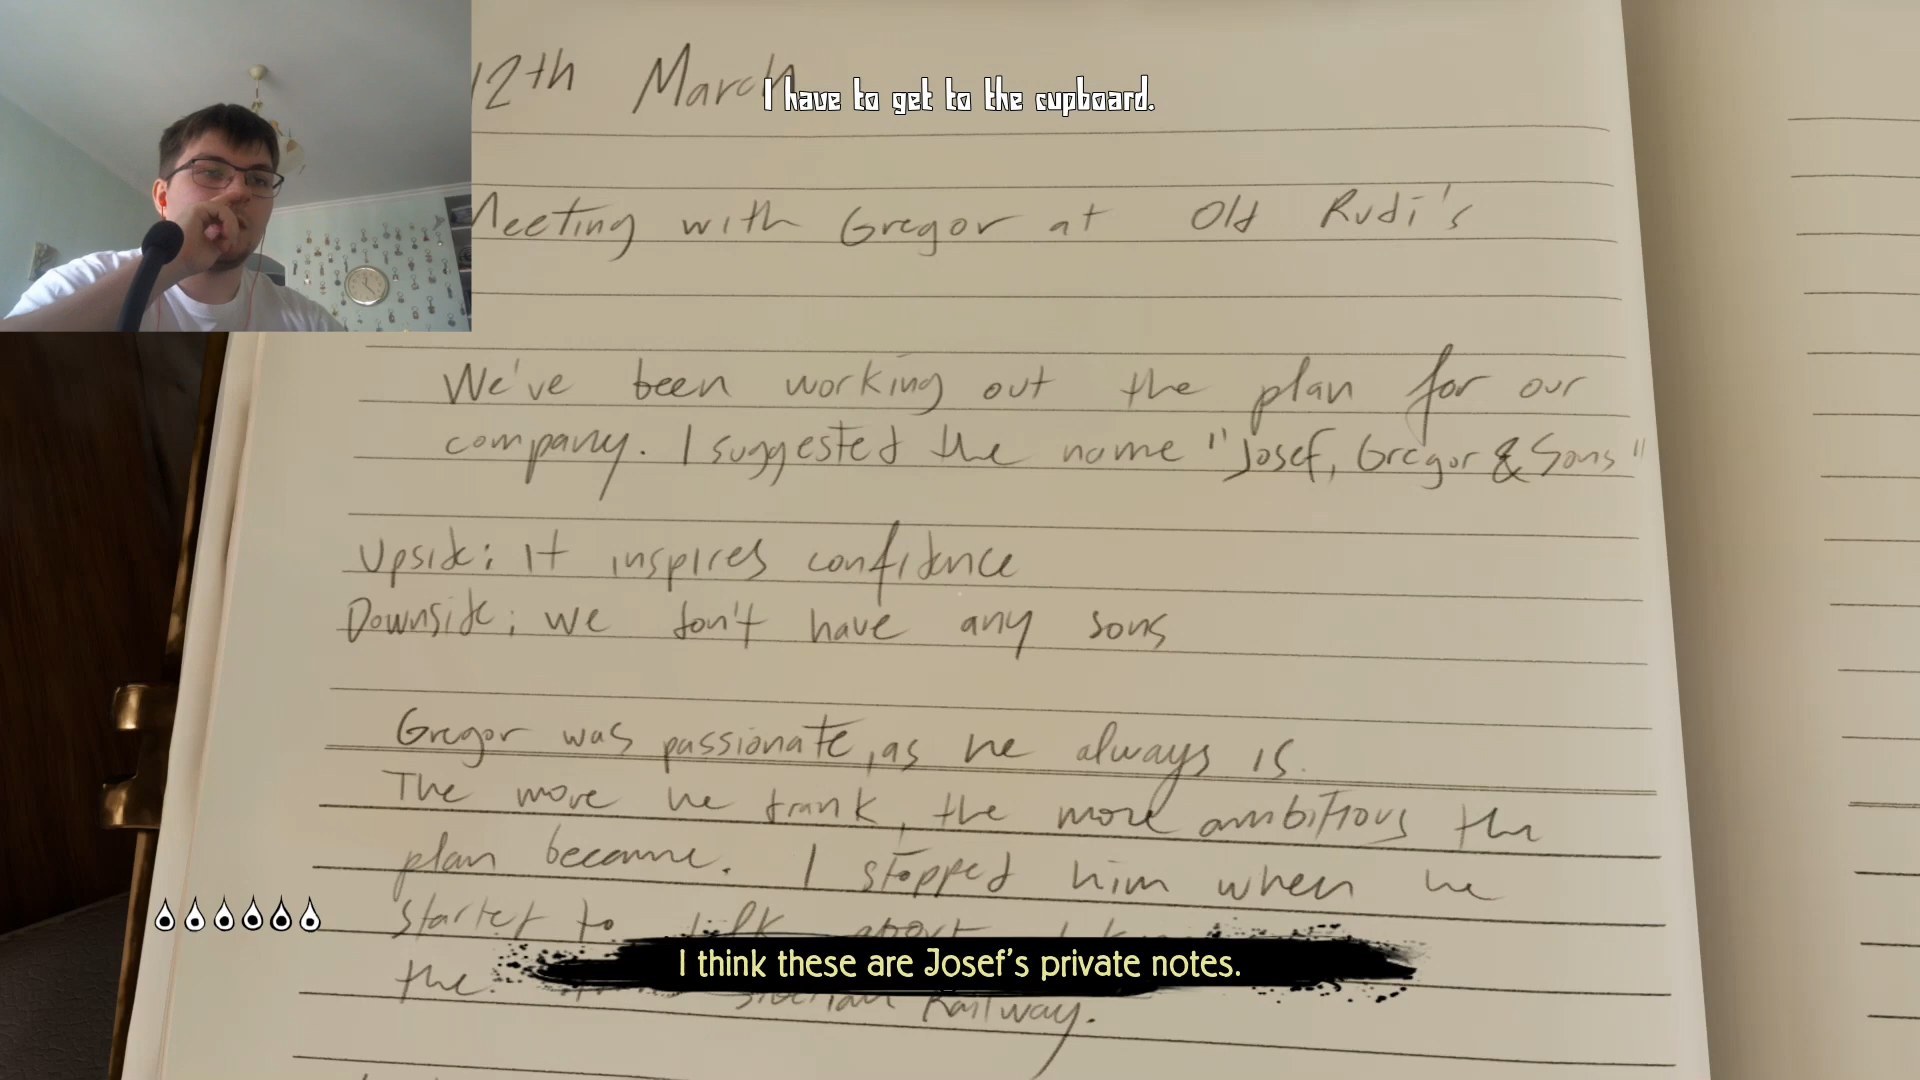 12th March
I have to get to the cupboard.
Meeting with Gregor at Old Rudi's
We've been working out the plan for our
company. I suggested the name "Josef, Gregor & Sons"
Upside: It inspires confidence
Downside: we don't have any sons
Gregor was passionate, as he always is.
The more he drank, the more ambitious the
plan became. I stopped him when he
started to talk about
the Siberian Railway.
I think these are Josef's private notes.